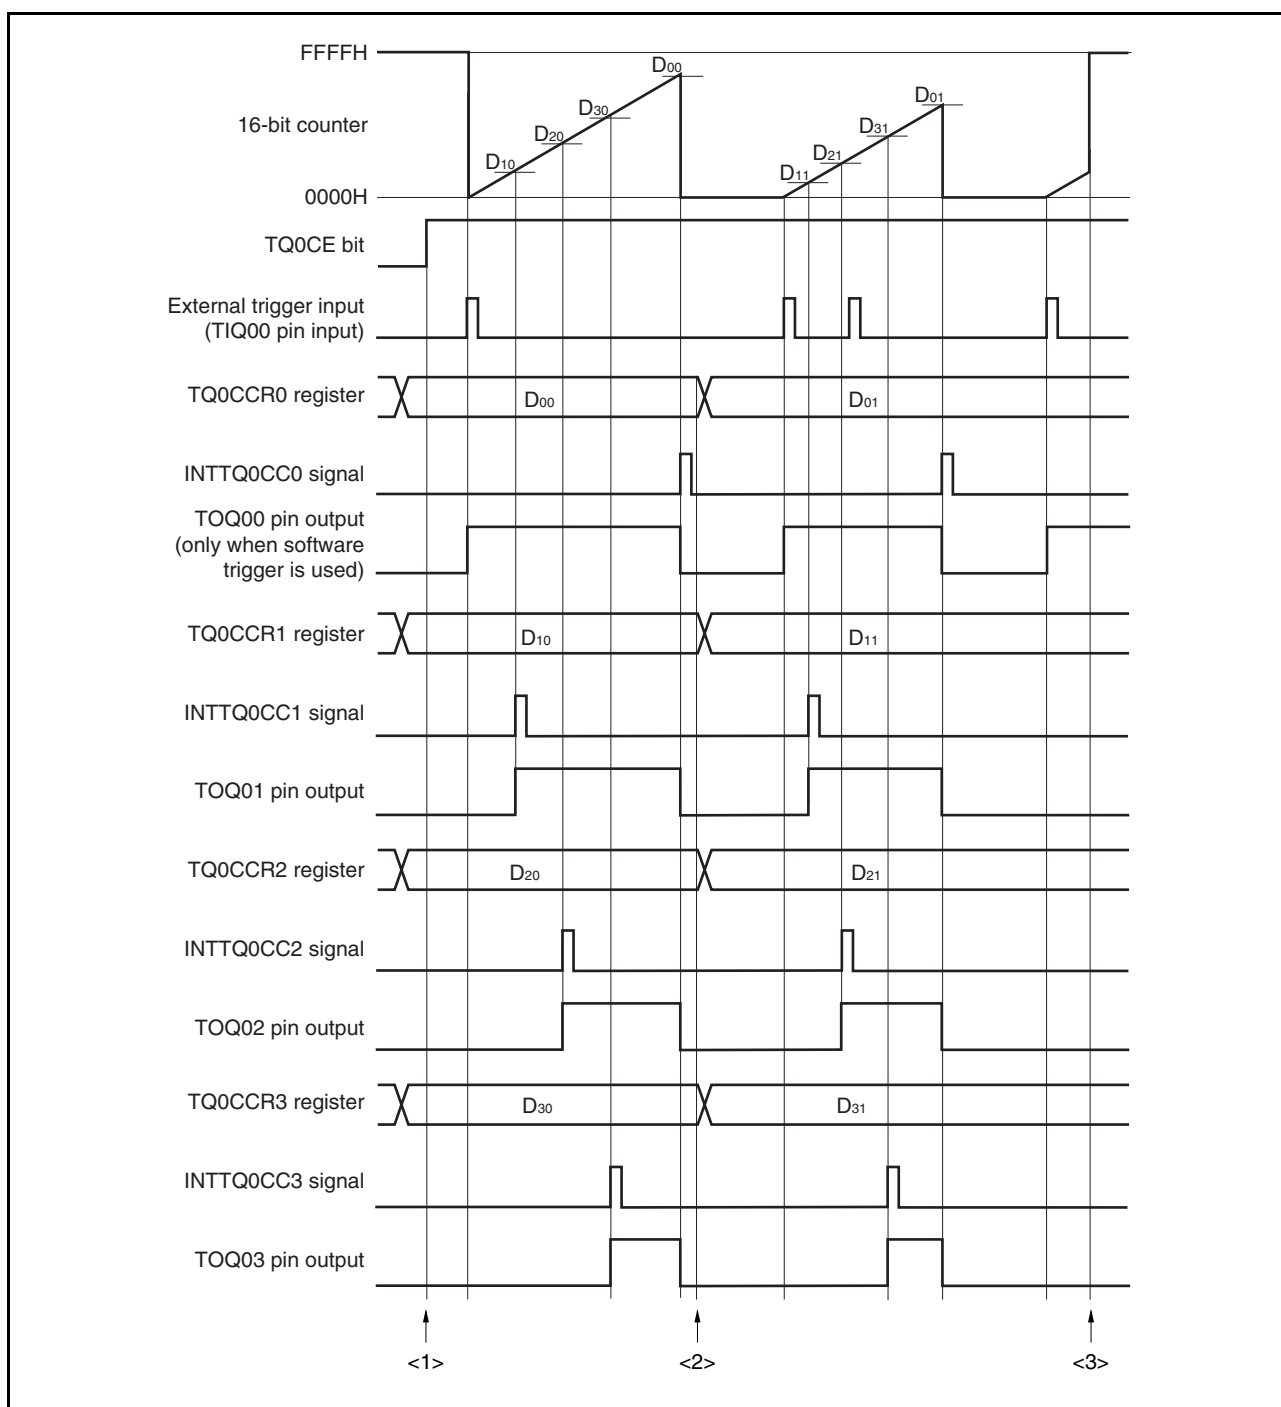 FFFFH
D00
D30
D20
D10
D01
D31
D21
D11
16-bit counter
0000H
TQ0CE bit
External trigger input
(TIQ00 pin input)
TQ0CCR0 register
D00
D01
INTTQ0CC0 signal
TOQ00 pin output
(only when software
trigger is used)
TQ0CCR1 register
D10
D11
INTTQ0CC1 signal
TOQ01 pin output
TQ0CCR2 register
D20
D21
INTTQ0CC2 signal
TOQ02 pin output
TQ0CCR3 register
D30
D31
INTTQ0CC3 signal
TOQ03 pin output
<1>
<2>
<3>